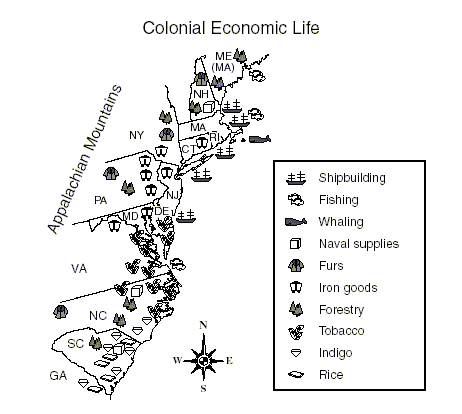 Colonial Economic Life
ME
(MA)
NH
NY
MA
CT
RI
Appalachian Mountains
PA
NJ
MD
DE
VA
NC
SC
GA
N
W
E
S
Shipbuilding
Fishing
Whaling
Naval supplies
Furs
Iron goods
Forestry
Tobacco
Indigo
Rice